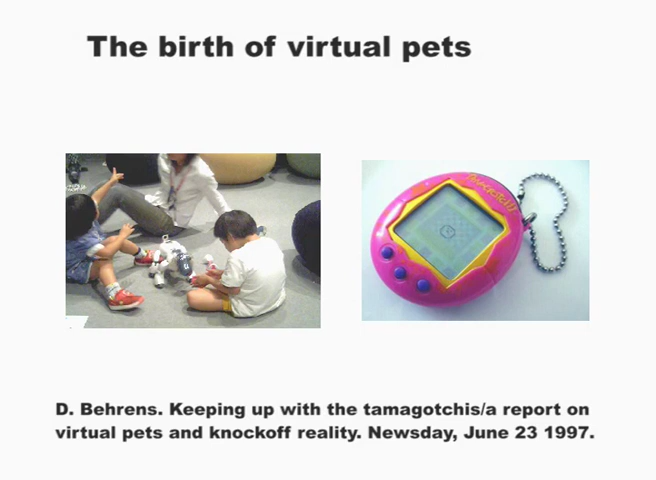 The birth of virtual pets
D. Behrens. Keeping up with the tamagotchis/a report on
virtual pets and knockoff reality. Newsday, June 23 1997.